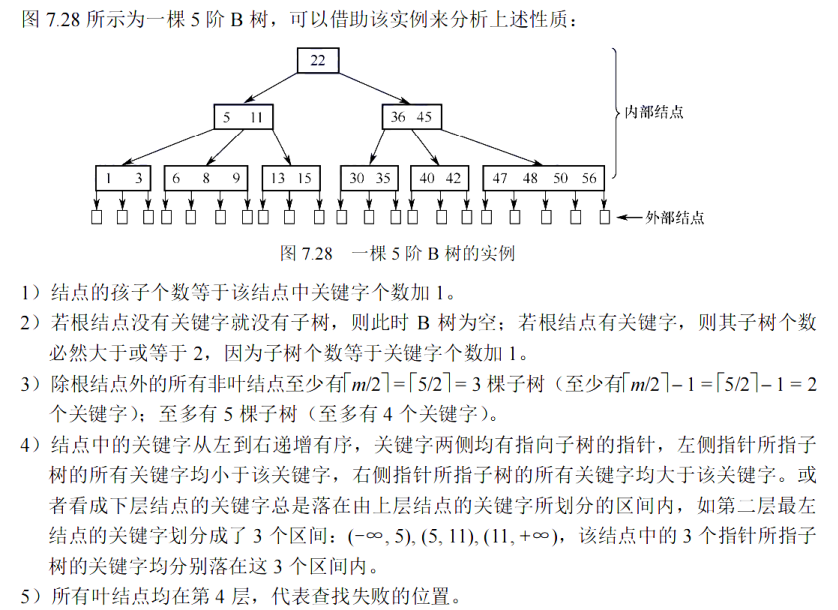 图 7.28 所示为一棵 5 阶 B 树，可以借助该实例来分析上述性质：
22
5 11
36 45
内部结点
1 3
6 8 9
13 15
30 35
40 42
47 48 50 56
外部结点
图 7.28 一棵 5 阶 B 树的实例
1）结点的孩子个数等于该结点中关键字个数加 1。
2）若根结点没有关键字就没有子树，则此时 B 树为空；若根结点有关键字，则其子树个数
必然大于或等于 2，因为子树个数等于关键字个数加 1。
3）除根结点外的所有非叶结点至少有⌈m/2⌉=⌈5/2⌉= 3 棵子树（至少有⌈m/2⌉− 1 =⌈5/2⌉− 1 = 2
个关键字）；至多有 5 棵子树（至多有 4 个关键字）。
4）结点中的关键字从左到右递增有序，关键字两侧均有指向子树的指针，左侧指针所指子
树的所有关键字均小于该关键字，右侧指针所指子树的所有关键字均大于该关键字。或
者看成下层结点的关键字总是落在由上层结点的关键字所划分的区间内，如第二层最左
结点的关键字划分成了 3 个区间：(−∞, 5), (5, 11), (11, +∞)，该结点中的 3 个指针所指子
树的关键字均分别落在这 3 个区间内。
5）所有叶结点均在第 4 层，代表查找失败的位置。